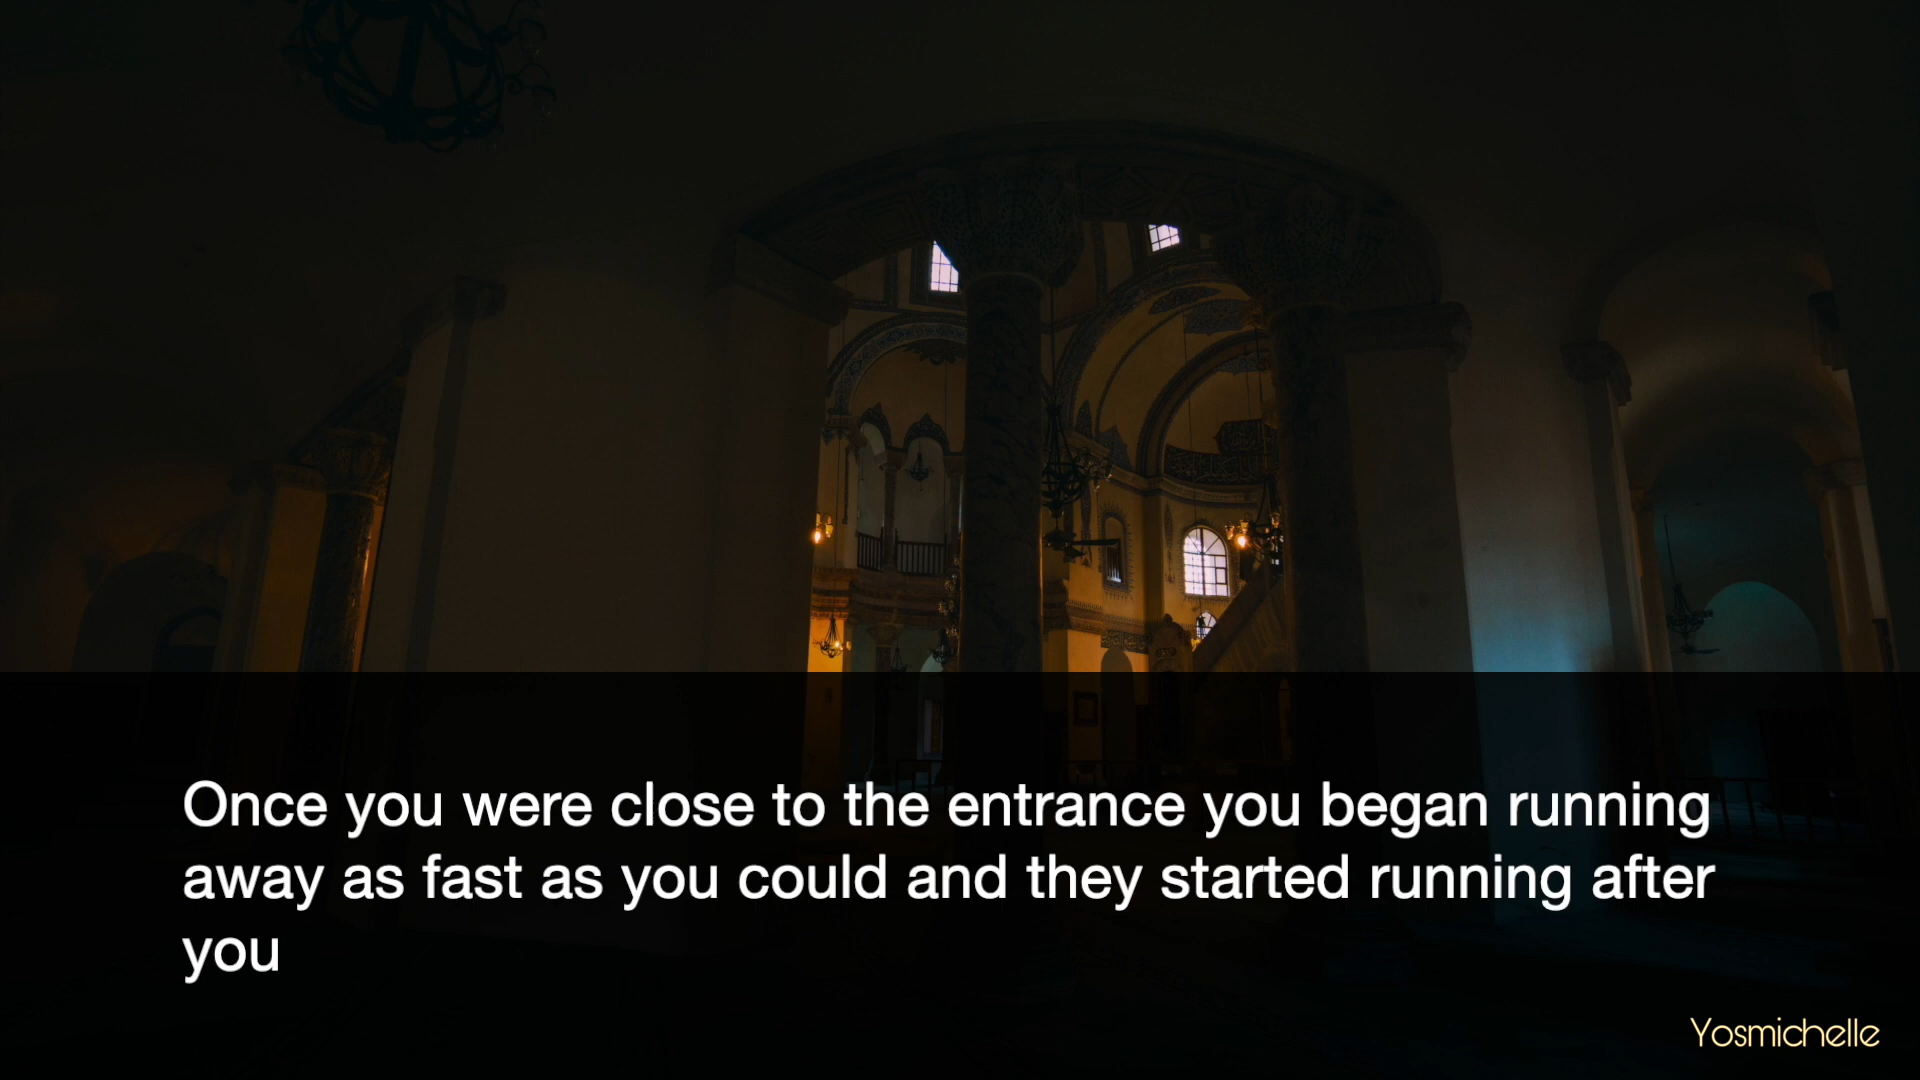 Once you were close to the entrance you began running
away as fast as you could and they started running after
you
Yosmichelle